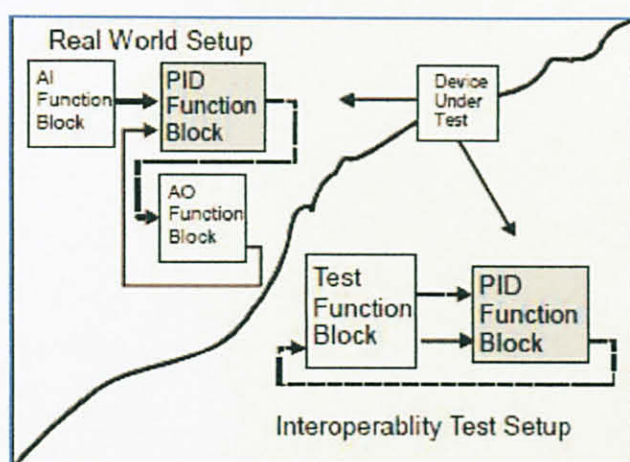 Real World Setup
AI
Function
Block
PID
Function
Block
AO
Function
Block
Device
Under
Test
Test
Function
Block
PID
Function
Block
Interoperablity Test Setup